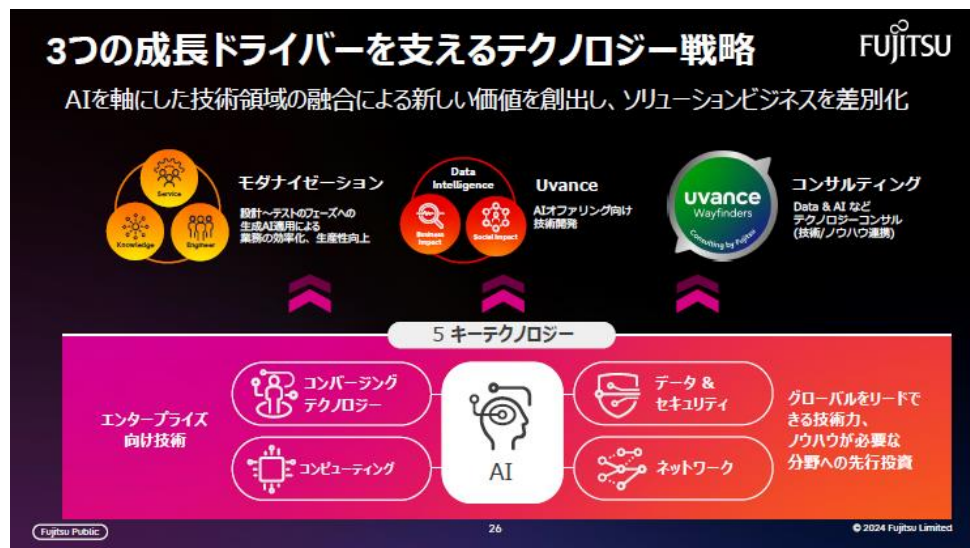 3つの成長ドライバーを支えるテクノロジー戦略
FUJITSU
AIを軸にした技術領域の融合による新しい価値を創出し、ソリューションビジネスを差別化
Service
Knowledge
Engineer
モダナイゼーション
設計~テストのフェーズへの
生成AI適用による
業務の効率化、生産性向上
Data
Intelligence
Business
Impact
Social Impact
Uvance
AIオファリング向け
技術開発
uvance
Wayfinders
Consulting by Fujitsu
コンサルティング
Data & AI など
テクノロジーコンサル
(技術/ノウハウ連携)
5 キーテクノロジー
エンタープライズ
向け技術
コンバージング
テクノロジー
コンピューティング
AI
データ &
セキュリティ
ネットワーク
グローバルをリードで
きる技術力、
ノウハウが必要な
分野への先行投資
Fujitsu Public
26
© 2024 Fujitsu Limited